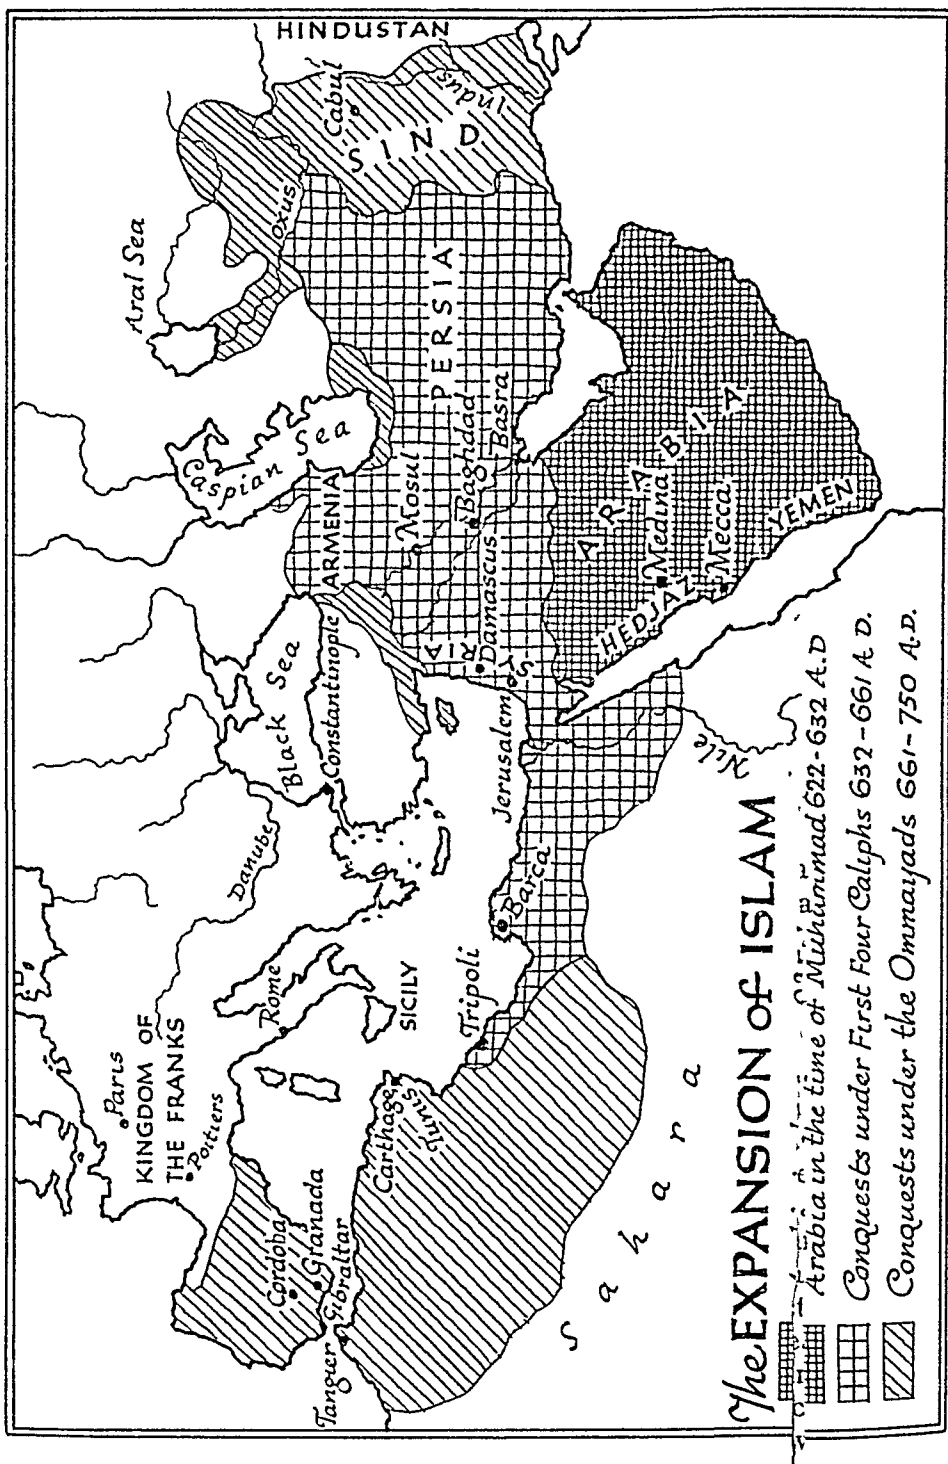 The EXPANSION of ISLAM
Arabia in the time of Muhummad 622-632 A.D
Conquests under First Four Caliphs 632-661 A D.
Conquests under the Ommayads 661-750 A.D.
KINGDOM OF
THE FRANKS
Paris
Poitiers
Cordoba
Granada
Gibraltar
Tangier
Rome
SICILY
Carthage
Tunis
Tripoli
Barca
Sahara
Danube
Black Sea
Constantinople
Jerusalem
Nile
SYRIA
Damascus
ARMENIA
Mosul
Baghdad
Basra
Caspian Sea
Aral Sea
OXUS
PERSIA
ARABIA
HEDJAZ
Medina
Mecca
YEMEN
SIND
Cabul
Indus
HINDUSTAN